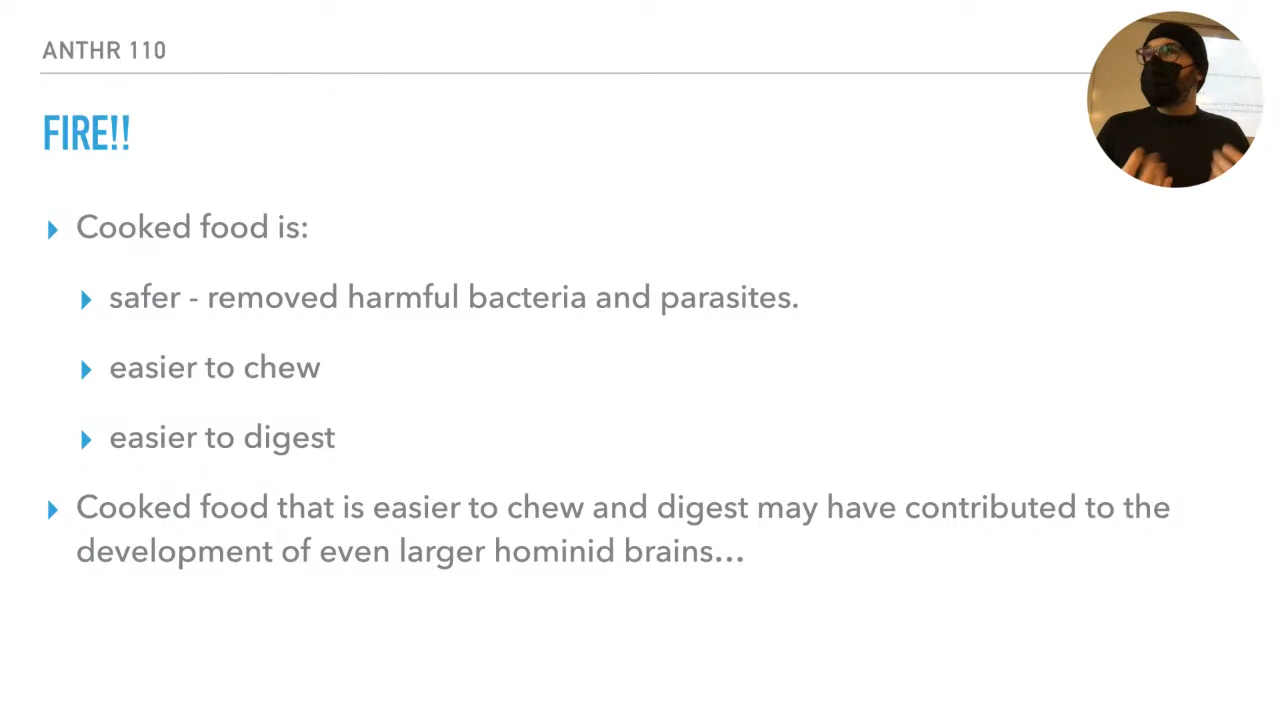 ANTHR 110
FIRE!!
Cooked food is:
safer - removed harmful bacteria and parasites.
easier to chew
easier to digest
Cooked food that is easier to chew and digest may have contributed to the
development of even larger hominid brains…